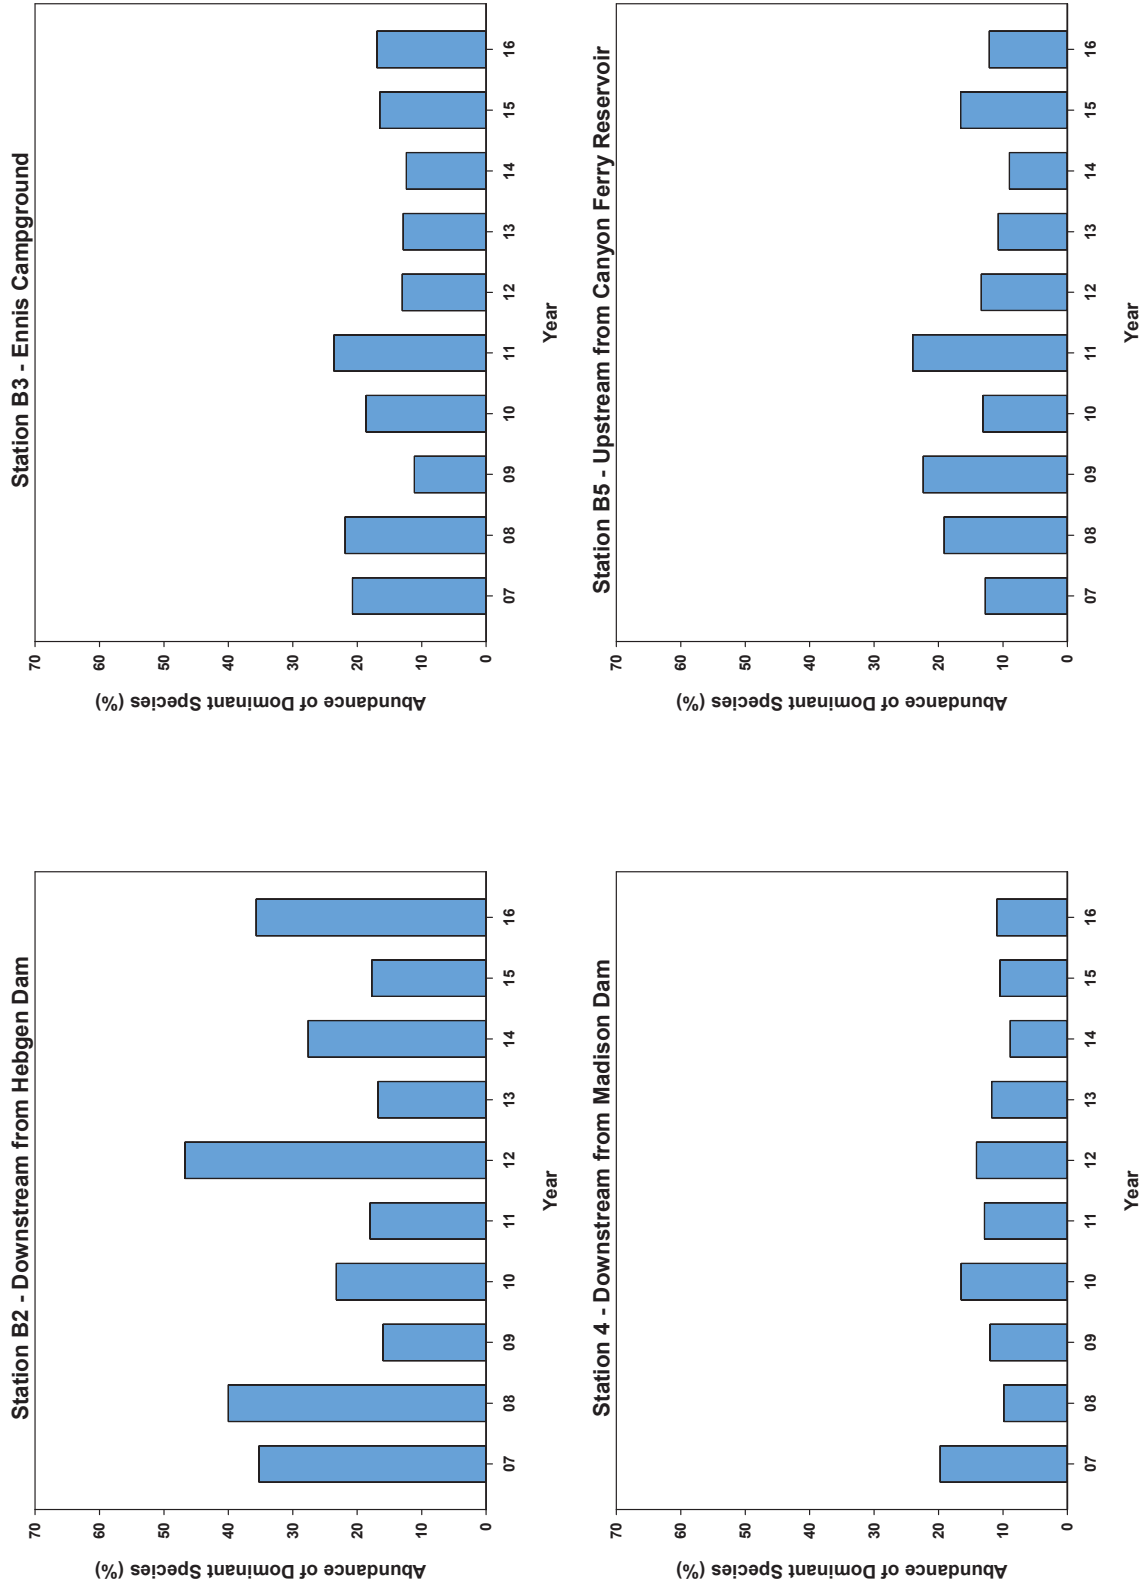 Station B2 - Downstream from Hebgen Dam
Abundance of Dominant Species (%)
70
60
50
40
30
20
10
0
07 08 09 10 11 12 13 14 15 16
Year
Station B3 - Ennis Campground
Abundance of Dominant Species (%)
70
60
50
40
30
20
10
0
07 08 09 10 11 12 13 14 15 16
Year
Station 4 - Downstream from Madison Dam
Abundance of Dominant Species (%)
70
60
50
40
30
20
10
0
07 08 09 10 11 12 13 14 15 16
Year
Station B5 - Upstream from Canyon Ferry Reservoir
Abundance of Dominant Species (%)
70
60
50
40
30
20
10
0
07 08 09 10 11 12 13 14 15 16
Year